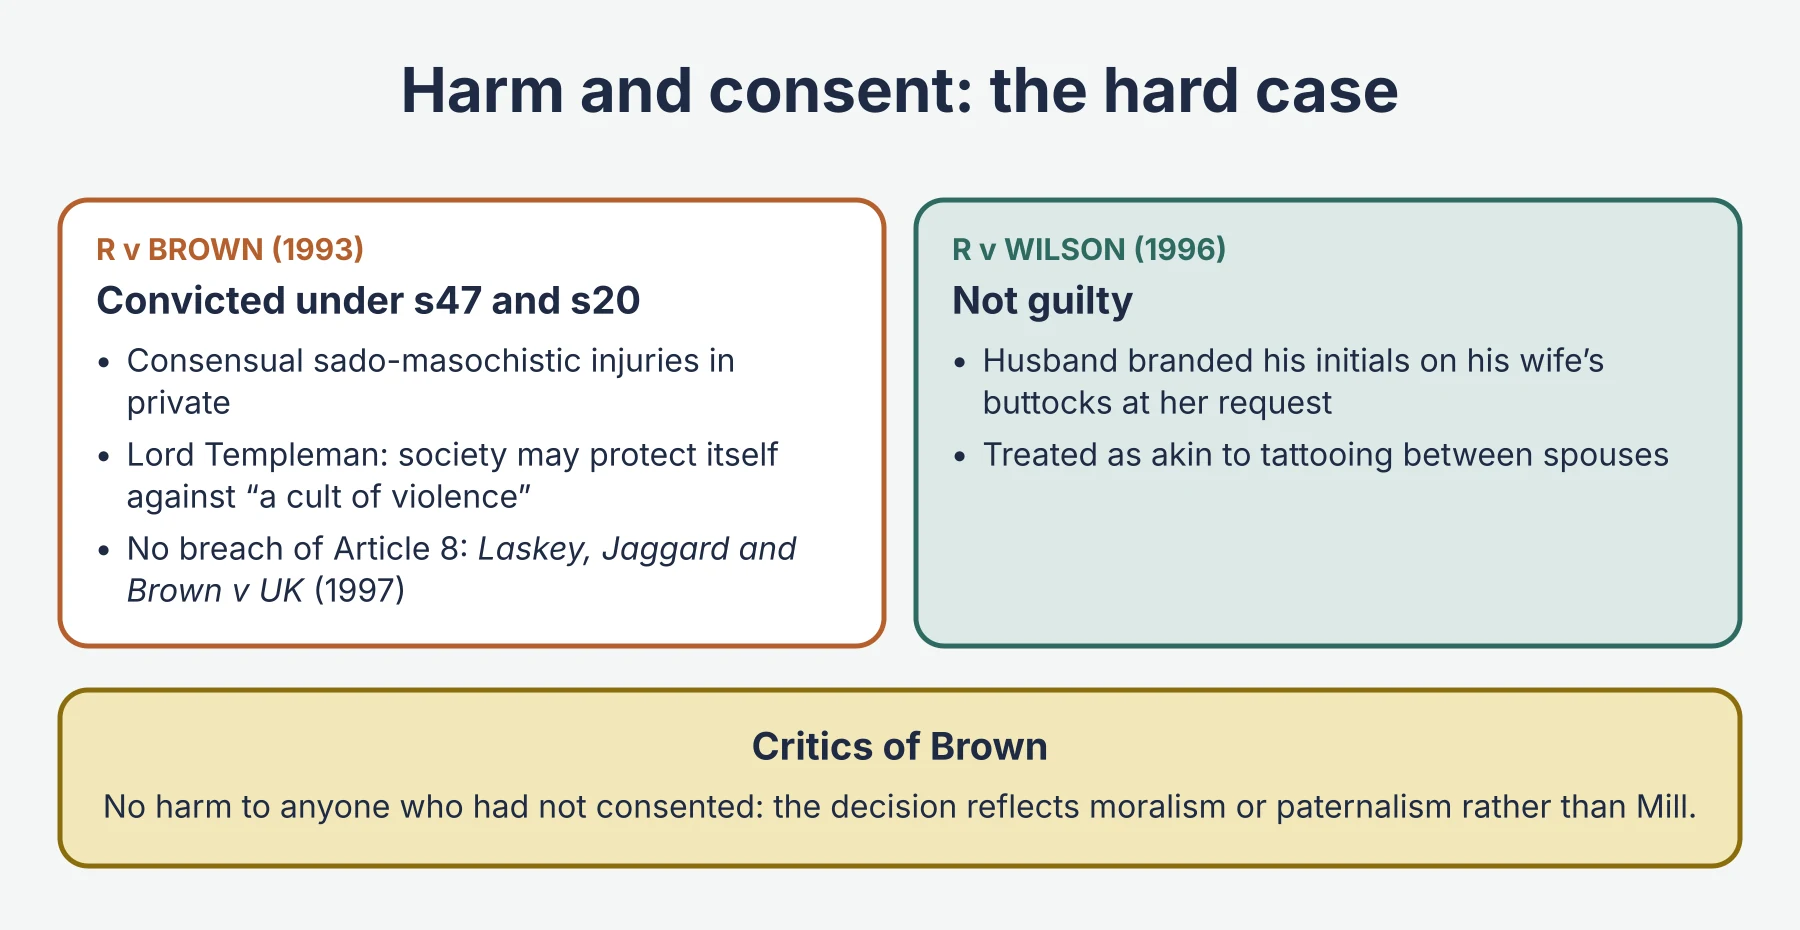 Harm and consent: the hard case
R v BROWN (1993)
Convicted under s47 and s20
• Consensual sado-masochistic injuries in
private
• Lord Templeman: society may protect itself
against “a cult of violence”
• No breach of Article 8: Laskey, Jaggard and
Brown v UK (1997)
R v WILSON (1996)
Not guilty
• Husband branded his initials on his wife’s
buttocks at her request
• Treated as akin to tattooing between spouses
Critics of Brown
No harm to anyone who had not consented: the decision reflects moralism or paternalism rather than Mill.